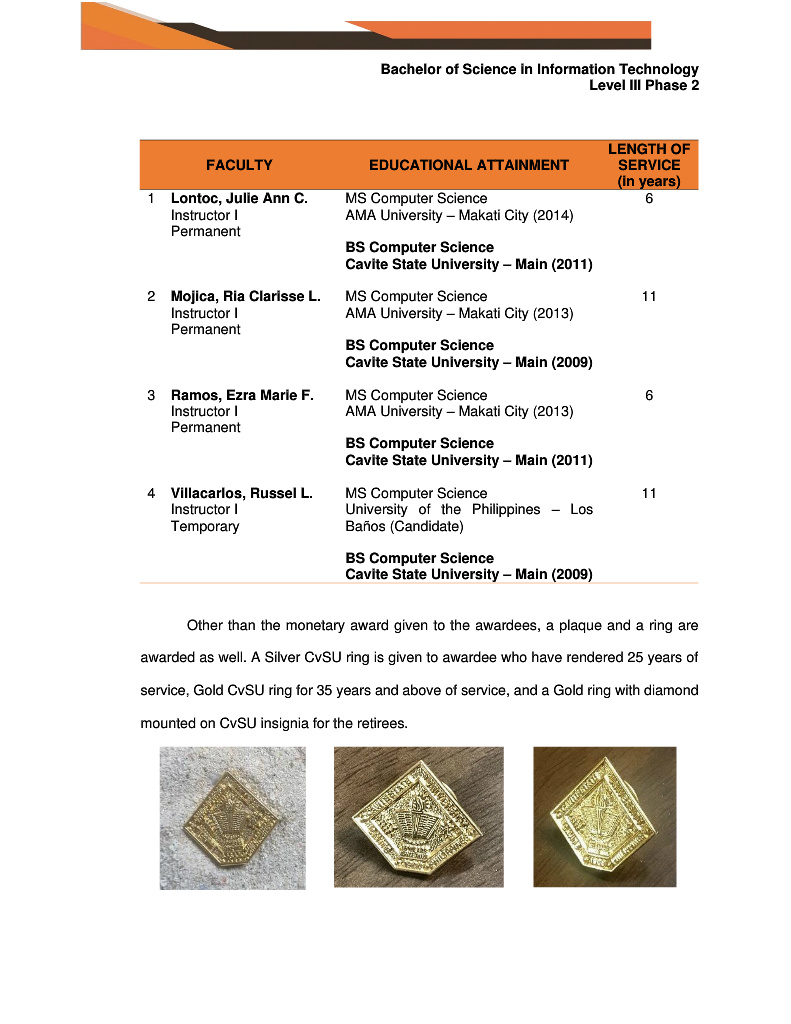 Bachelor of Science in Information Technology
Level III Phase 2
FACULTY
EDUCATIONAL ATTAINMENT
LENGTH OF
SERVICE
(in years)
1 Lontoc, Julie Ann C. MS Computer Science 6
Instructor I AMA University – Makati City (2014)
Permanent
BS Computer Science
Cavite State University – Main (2011)
2 Mojica, Ria Clarisse L. MS Computer Science 11
Instructor I AMA University – Makati City (2013)
Permanent
BS Computer Science
Cavite State University – Main (2009)
3 Ramos, Ezra Marie F. MS Computer Science 6
Instructor I AMA University – Makati City (2013)
Permanent
BS Computer Science
Cavite State University – Main (2011)
4 Villacarlos, Russel L. MS Computer Science 11
Instructor I University of the Philippines – Los
Temporary Baños (Candidate)
BS Computer Science
Cavite State University – Main (2009)
Other than the monetary award given to the awardees, a plaque and a ring are
awarded as well. A Silver CvSU ring is given to awardee who have rendered 25 years of
service, Gold CvSU ring for 35 years and above of service, and a Gold ring with diamond
mounted on CvSU insignia for the retirees.